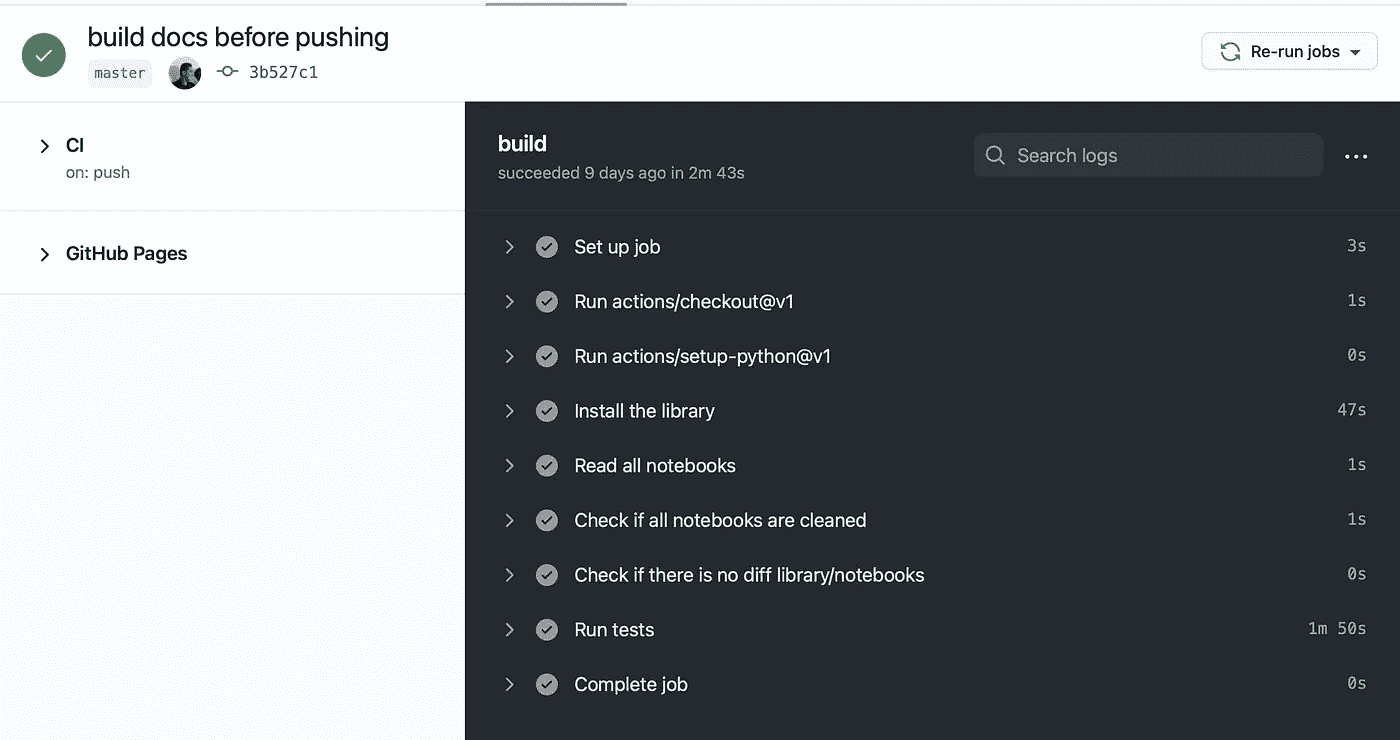 build docs before pushing
master 3b527c1
Re-run jobs
CI
on: push
GitHub Pages
build
succeeded 9 days ago in 2m 43s
Search logs
Set up job 3s
Run actions/checkout@v1 1s
Run actions/setup-python@v1 0s
Install the library 47s
Read all notebooks 1s
Check if all notebooks are cleaned 1s
Check if there is no diff library/notebooks 0s
Run tests 1m 50s
Complete job 0s